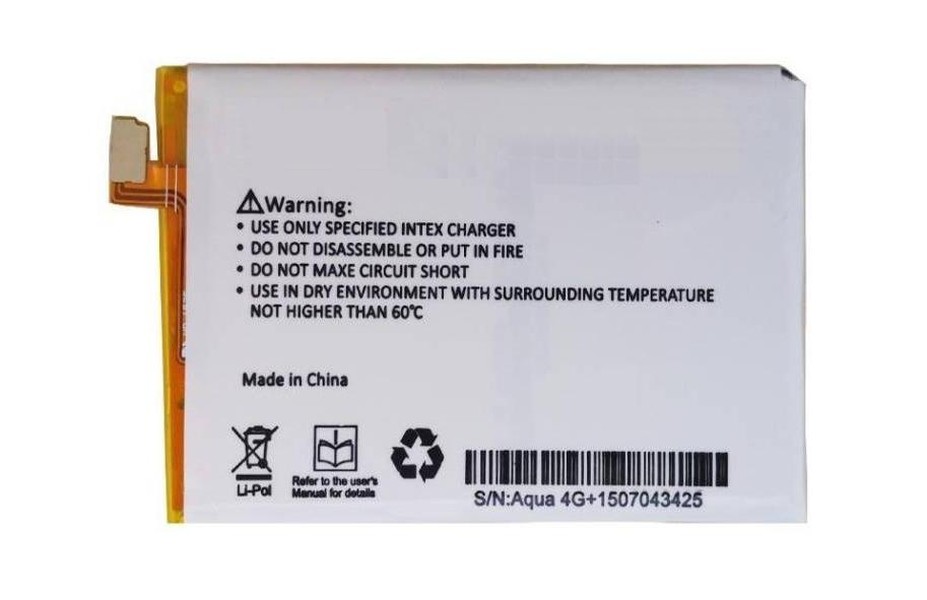 Warning:
• USE ONLY SPECIFIED INTEX CHARGER
• DO NOT DISASSEMBLE OR PUT IN FIRE
• DO NOT MAXE CIRCUIT SHORT
• USE IN DRY ENVIRONMENT WITH SURROUNDING TEMPERATURE
NOT HIGHER THAN 60℃
Made in China
Li-Pol
Refer to the user's
Manual for details
S/N:Aqua 4G+1507043425